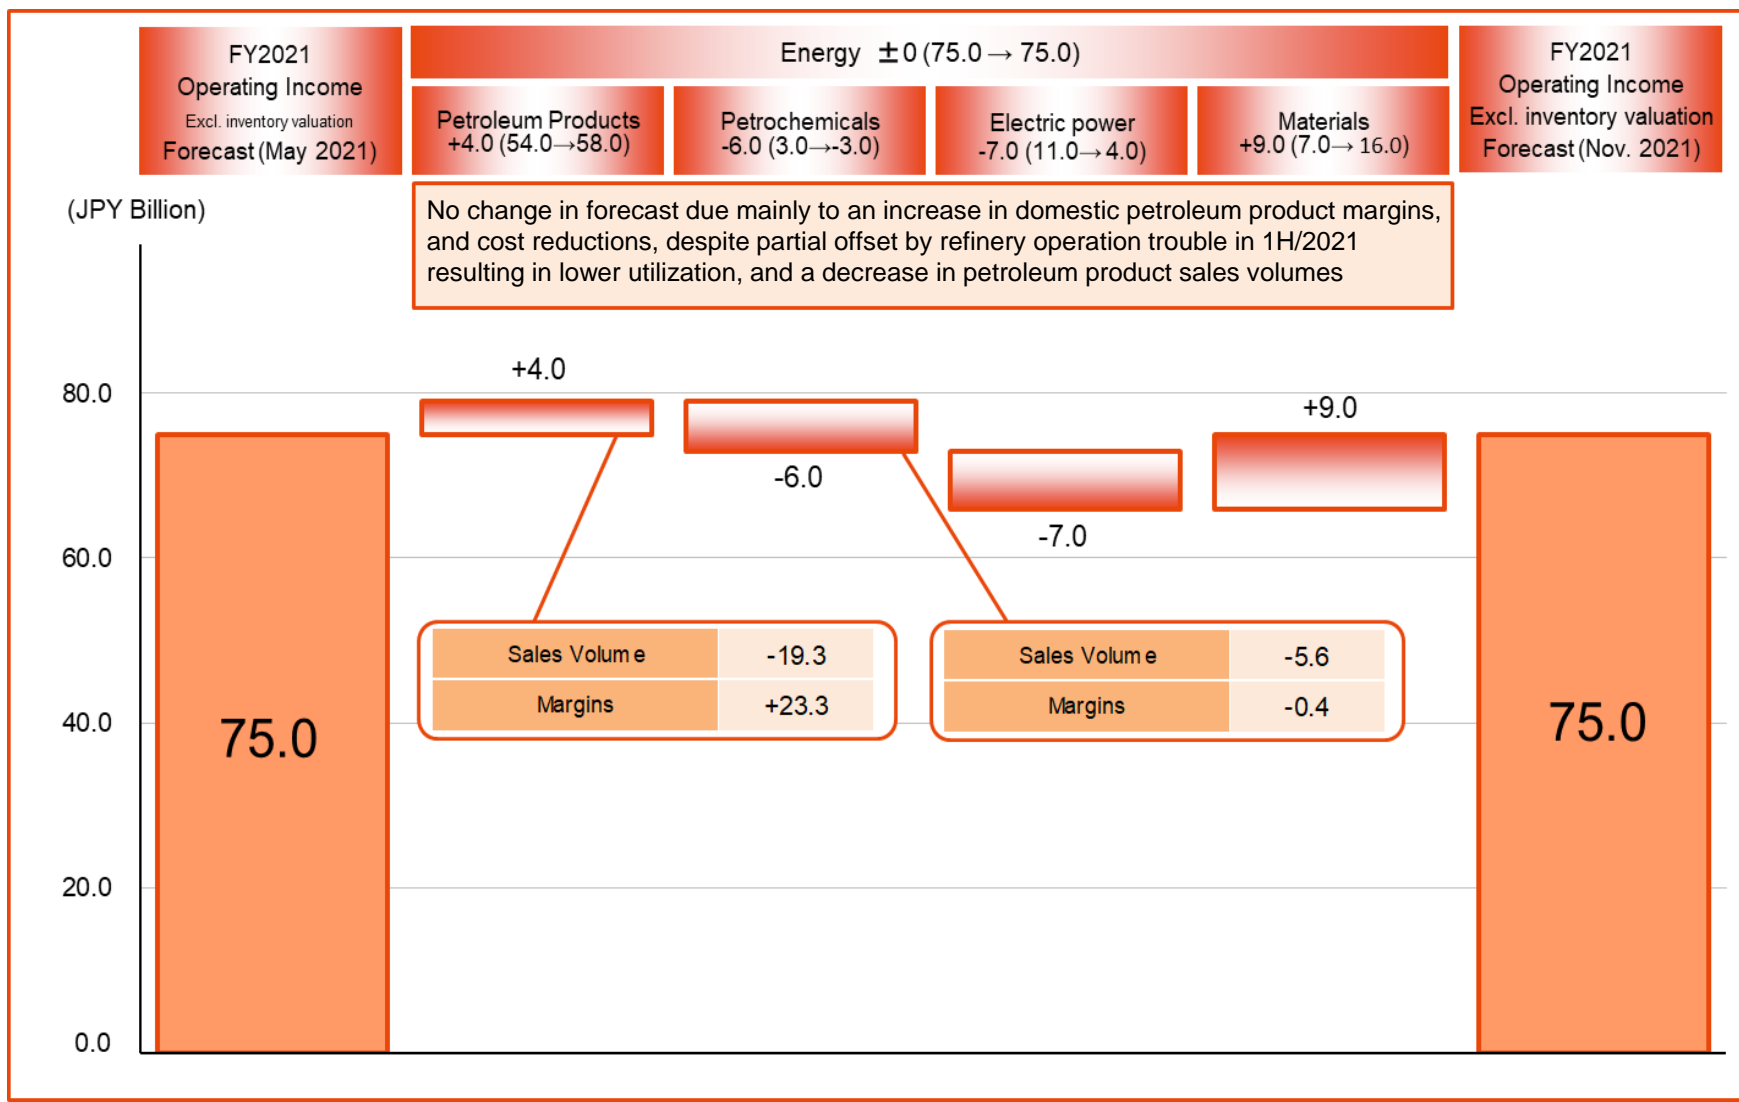 FY2021
Operating Income
Excl. inventory valuation
Forecast (May 2021)
Energy ±0 (75.0→75.0)
Petroleum Products
+4.0 (54.0→58.0)
Petrochemicals
-6.0 (3.0→-3.0)
Electric power
-7.0 (11.0→4.0)
Materials
+9.0 (7.0→16.0)
FY2021
Operating Income
Excl. inventory valuation
Forecast (Nov. 2021)
(JPY Billion)
No change in forecast due mainly to an increase in domestic petroleum product margins,
and cost reductions, despite partial offset by refinery operation trouble in 1H/2021
resulting in lower utilization, and a decrease in petroleum product sales volumes
80.0
60.0
40.0
20.0
0.0
75.0
+4.0
-6.0
-7.0
+9.0
75.0
Sales Volume -19.3
Margins +23.3
Sales Volume -5.6
Margins -0.4